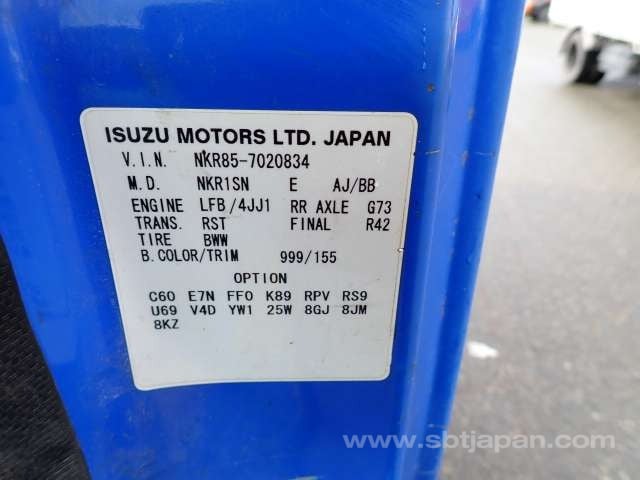 ISUZU MOTORS LTD. JAPAN
V.I.N. NKR85-7020834
M.D. NKR1SN E AJ/BB
ENGINE LFB/4JJ1 RR AXLE G73
TRANS. RST FINAL R42
TIRE BWW
B.COLOR/TRIM 999/155
OPTION
C60 E7N FF0 K89 RPV RS9
U69 V4D YW1 25W 8GJ 8JM
8KZ
www.sbtjapan.com/